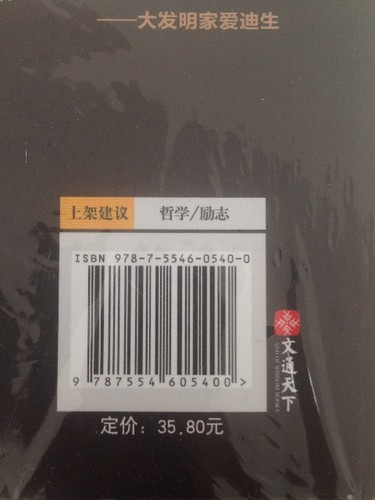 ——大发明家爱迪生
上架建议 哲学/励志
ISBN 978-7-5546-0540-0
9 787554 605400 >
文通天下
定价：35.80元